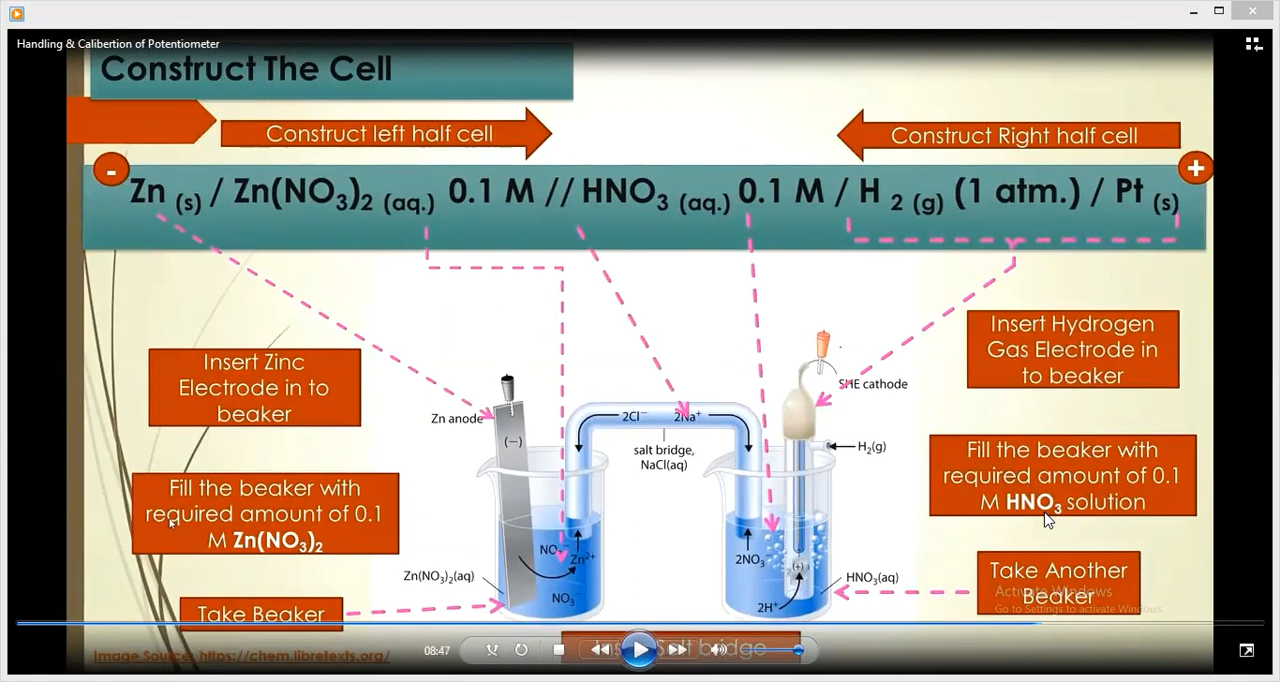 Handling & Calibertion of Potentiometer
Construct The Cell
Construct left half cell
Construct Right half cell
-
+
Zn (s) / Zn(NO3)2 (aq.) 0.1 M // HNO3 (aq.) 0.1 M / H 2 (g) (1 atm.) / Pt (s)
Insert Zinc
Electrode in to
beaker
Insert Hydrogen
Gas Electrode in
to beaker
SHE cathode
Zn anode
(−)
2Cl⁻
2Na⁺
salt bridge,
NaCl(aq)
H₂(g)
Fill the beaker with
required amount of 0.1
M Zn(NO3)2
Fill the beaker with
required amount of 0.1
M HNO3 solution
NO₃⁻
Zn²⁺
2NO₃⁻
(+)
Zn(NO₃)₂(aq)
NO₃⁻
HNO₃(aq)
2H⁺
Take Beaker
Take Another
Beaker
Activate Windows
Go to Settings to activate Windows.
Insert Salt bridge
Image Source: https://chem.libretexts.org/
08:47